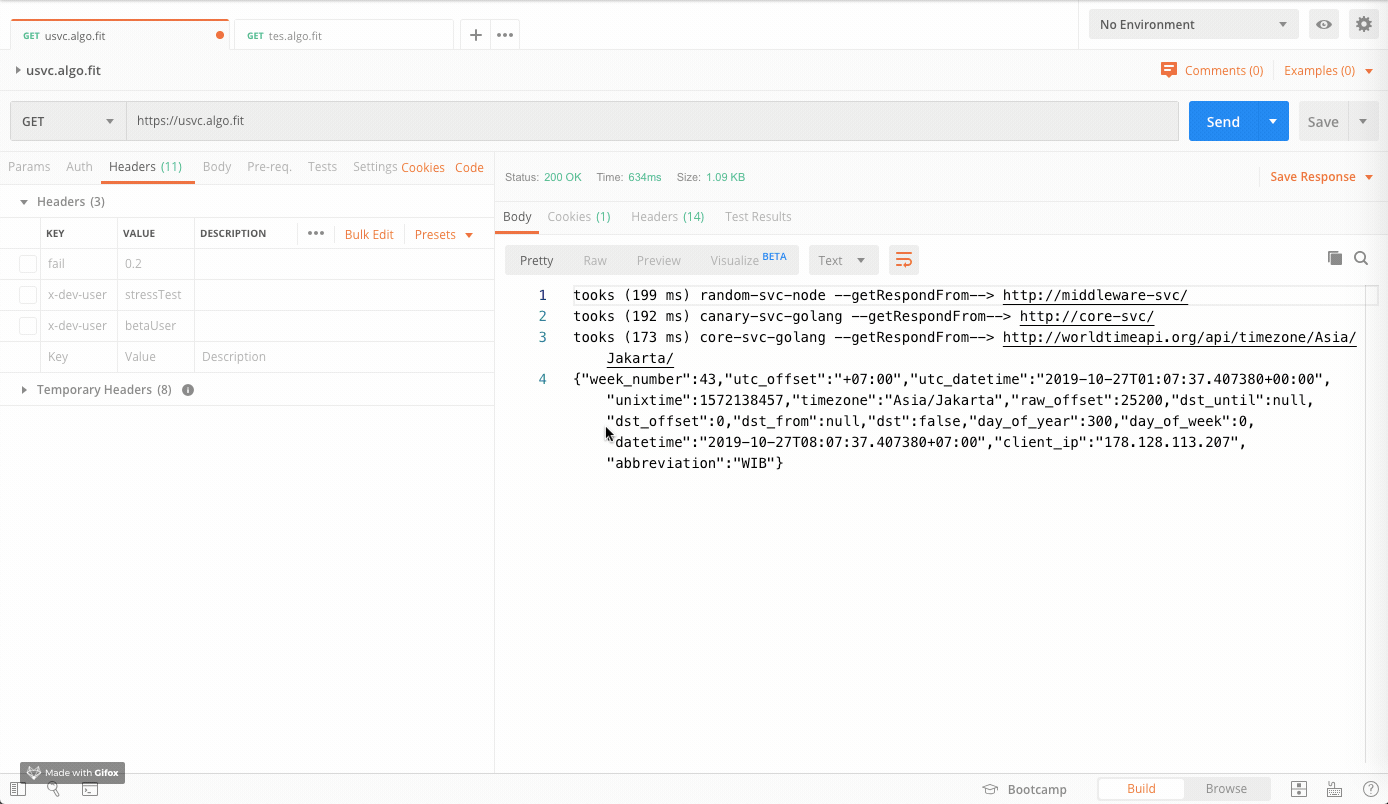 GET usvc.algo.fit
GET tes.algo.fit
No Environment
usvc.algo.fit
Comments (0)
Examples (0)
GET
https://usvc.algo.fit
Send
Save
Params Auth Headers (11) Body Pre-req. Tests Settings Cookies Code
Headers (3)
KEY VALUE DESCRIPTION ••• Bulk Edit Presets
fail 0.2
x-dev-user stressTest
x-dev-user betaUser
Key Value Description
Temporary Headers (8)
Status: 200 OK Time: 634ms Size: 1.09 KB
Save Response
Body Cookies (1) Headers (14) Test Results
Pretty Raw Preview Visualize BETA Text
1 tooks (199 ms) random-svc-node --getRespondFrom--> http://middleware-svc/
2 tooks (192 ms) canary-svc-golang --getRespondFrom--> http://core-svc/
3 tooks (173 ms) core-svc-golang --getRespondFrom--> http://worldtimeapi.org/api/timezone/Asia/
Jakarta/
4 {"week_number":43,"utc_offset":"+07:00","utc_datetime":"2019-10-27T01:07:37.407380+00:00",
"unixtime":1572138457,"timezone":"Asia/Jakarta","raw_offset":25200,"dst_until":null,
"dst_offset":0,"dst_from":null,"dst":false,"day_of_year":300,"day_of_week":0,
"datetime":"2019-10-27T08:07:37.407380+07:00","client_ip":"178.128.113.207",
"abbreviation":"WIB"}
Made with Gifox
Bootcamp
Build
Browse